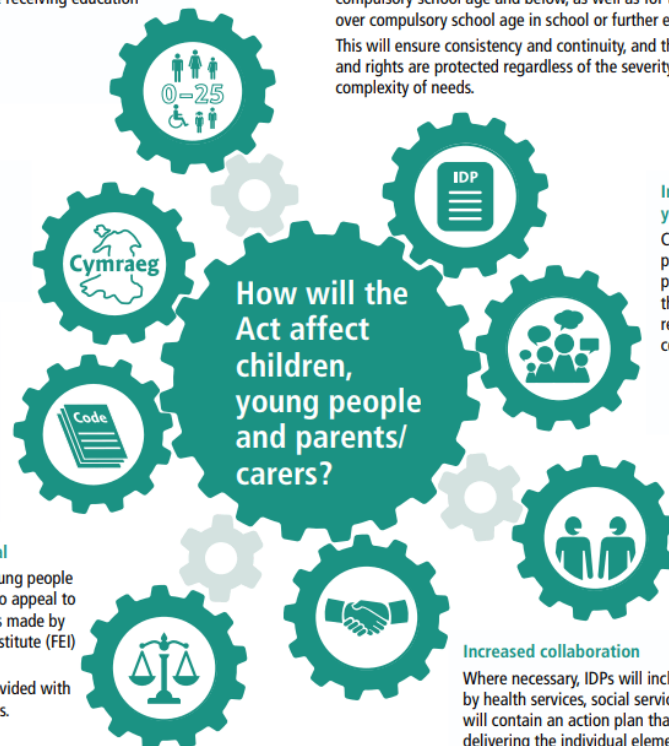 receiving education
compulsory school age and below, as well as for
over compulsory school age in school or further e
This will ensure consistency and continuity, and th
and rights are protected regardless of the severity
complexity of needs.
0–25
IDP
Cymraeg
How will the
Act affect
children,
young people
and parents/
carers?
Code
ung people
o appeal to
s made by
stitute (FEI)
vided with
s.
Increased collaboration
Where necessary, IDPs will incl
by health services, social servic
will contain an action plan tha
delivering the individual eleme